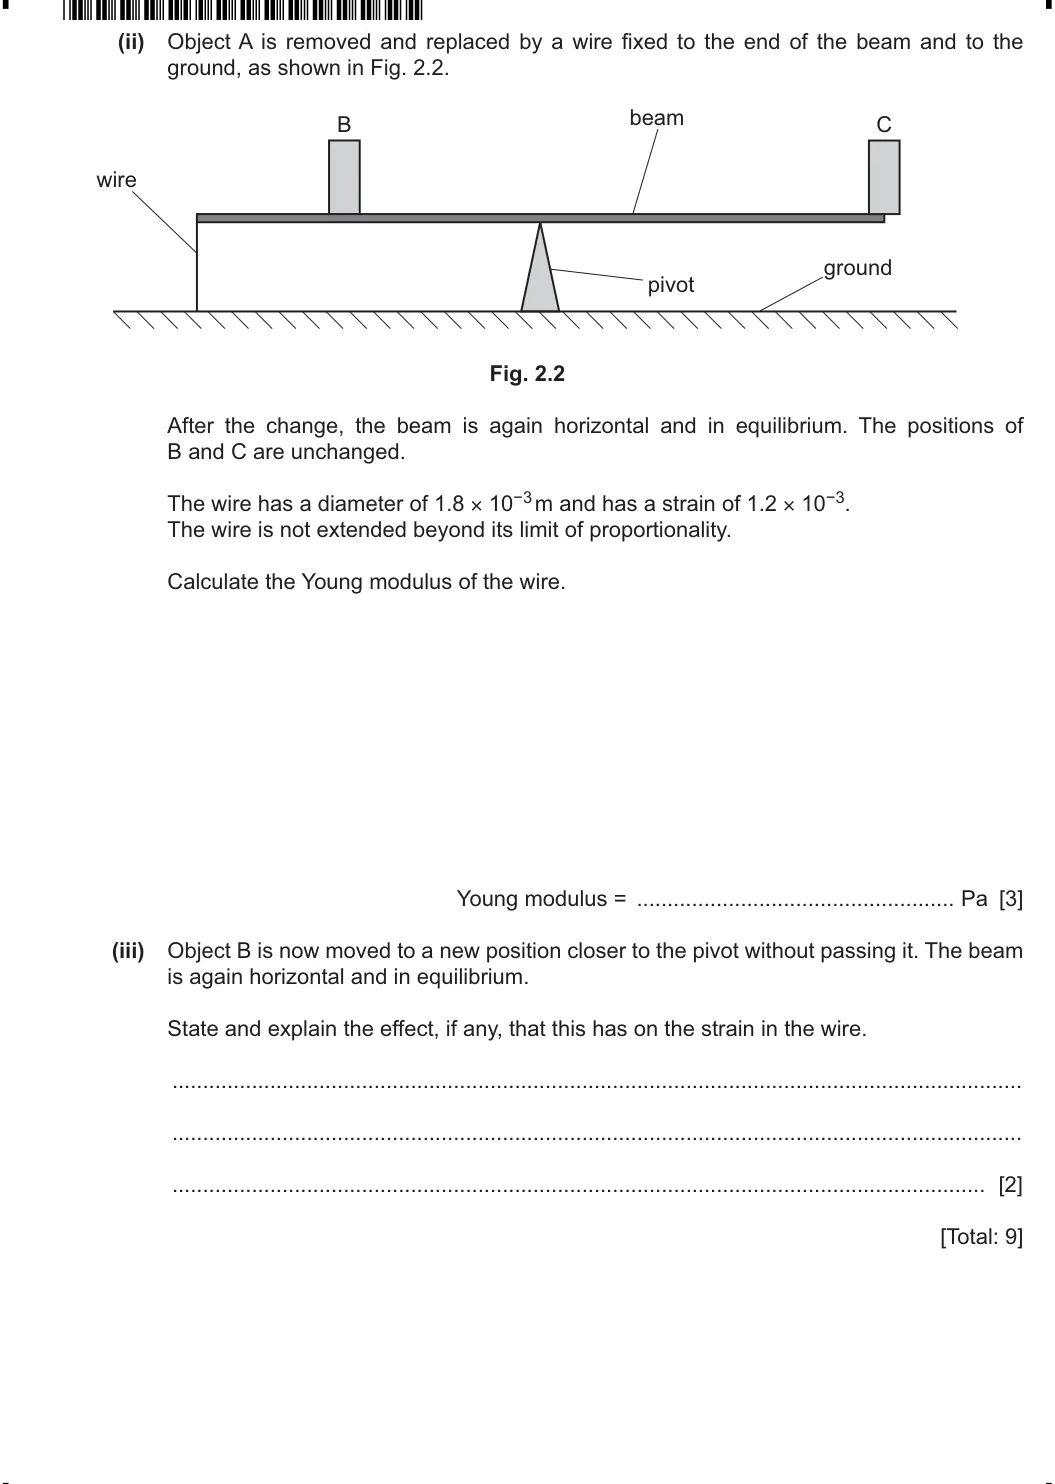 (ii) Object A is removed and replaced by a wire fixed to the end of the beam and to the
ground, as shown in Fig. 2.2.
B
beam
C
wire
ground
pivot
Fig. 2.2
After the change, the beam is again horizontal and in equilibrium. The positions of
B and C are unchanged.
The wire has a diameter of 1.8 × 10⁻³ m and has a strain of 1.2 × 10⁻³.
The wire is not extended beyond its limit of proportionality.
Calculate the Young modulus of the wire.
Young modulus = .................................................... Pa [3]
(iii) Object B is now moved to a new position closer to the pivot without passing it. The beam
is again horizontal and in equilibrium.
State and explain the effect, if any, that this has on the strain in the wire.
............................................................................................................................................
............................................................................................................................................
...................................................................................................................................... [2]
[Total: 9]